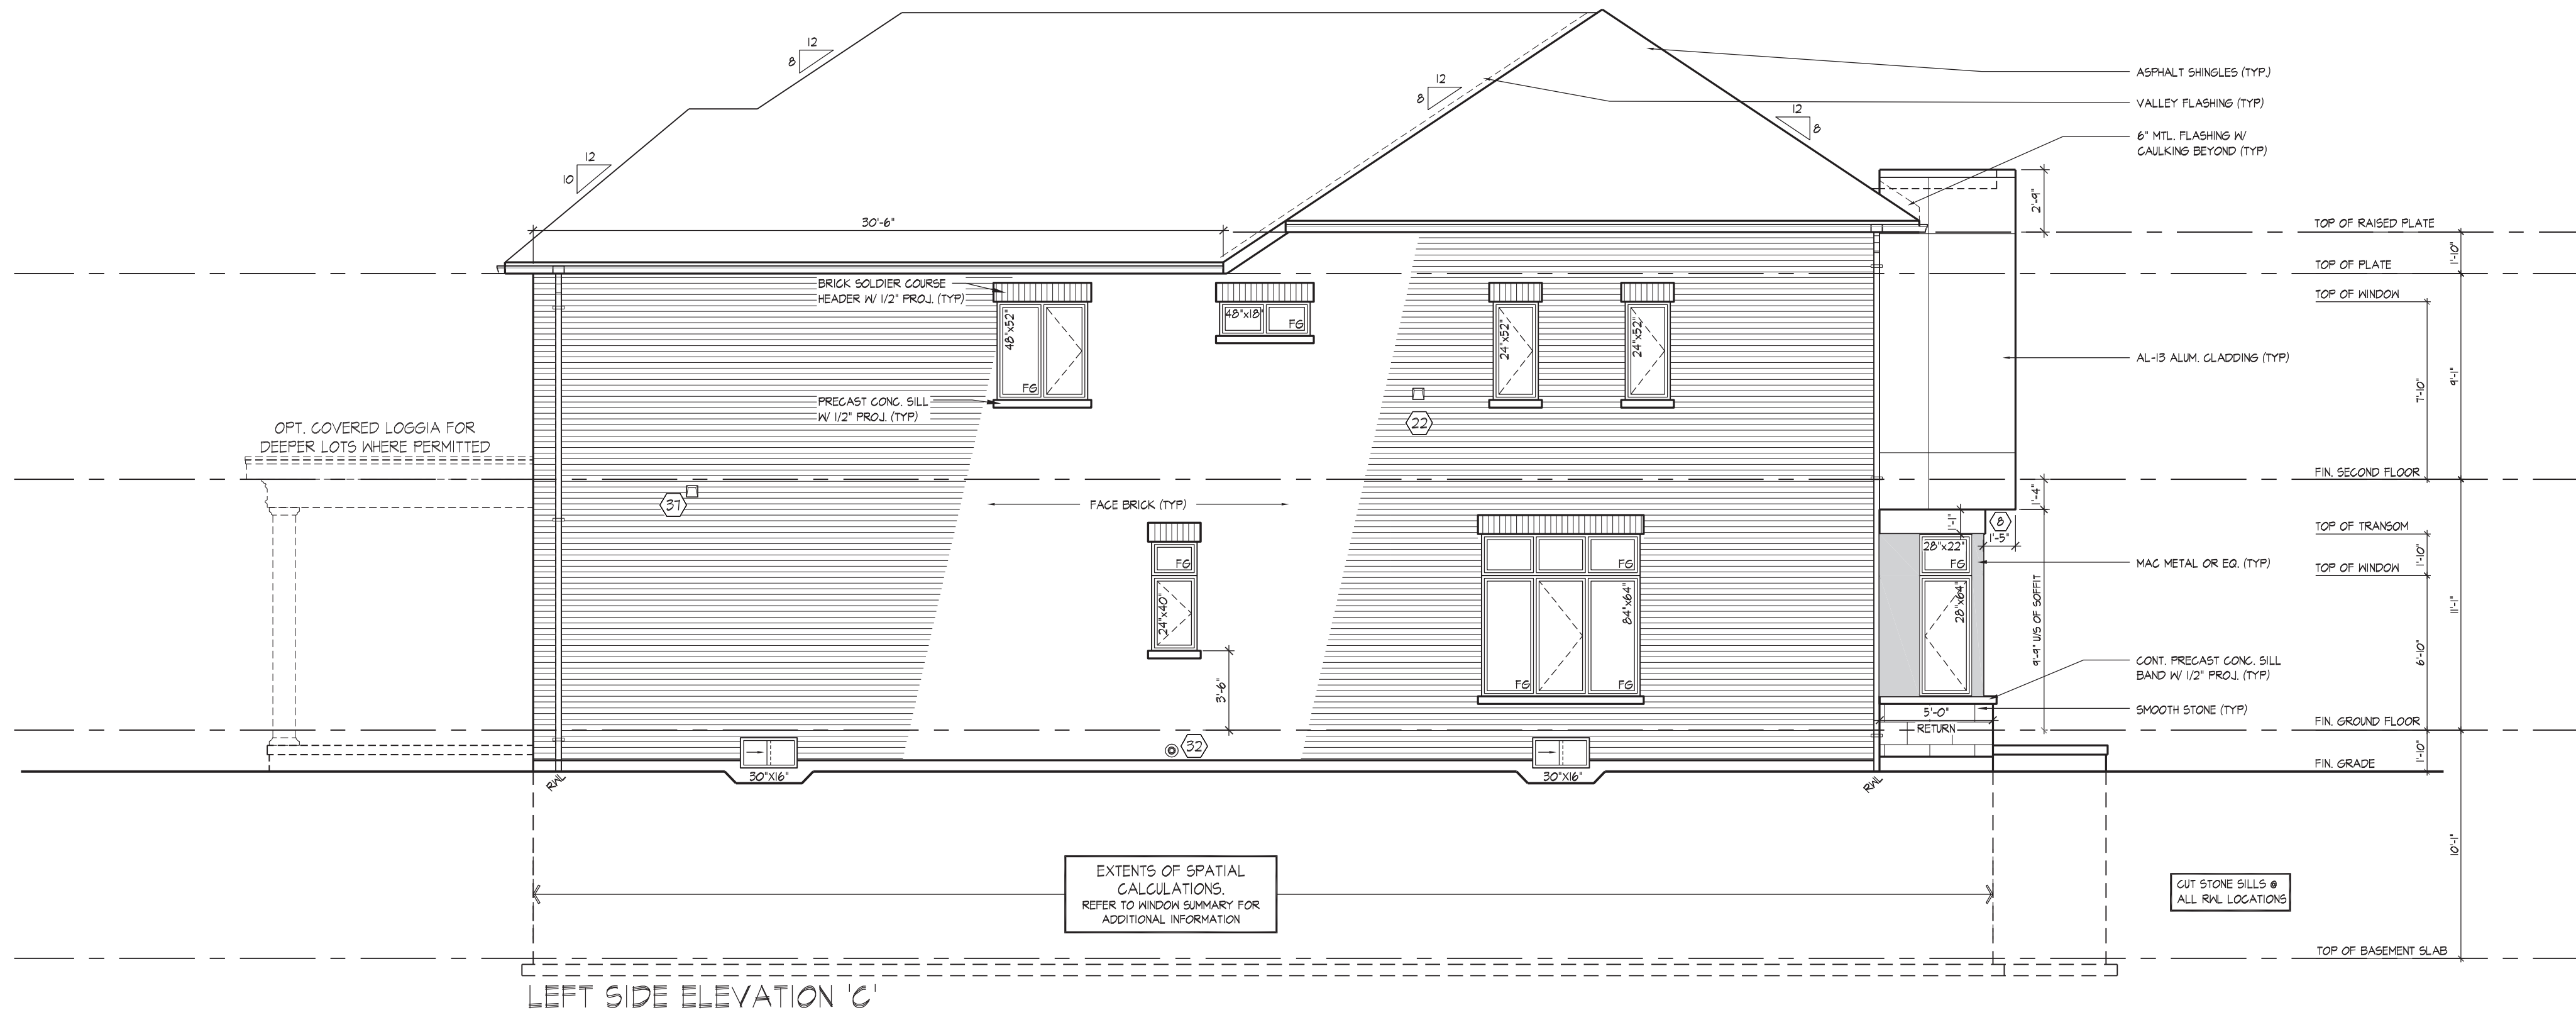 12
8
12
10
12
8
12
8
ASPHALT SHINGLES (TYP.)
VALLEY FLASHING (TYP)
6" MTL. FLASHING W/
CAULKING BEYOND (TYP)
30'-6"
2'-9"
TOP OF RAISED PLATE
1'-10"
TOP OF PLATE
TOP OF WINDOW
BRICK SOLDIER COURSE
HEADER W/ 1/2" PROJ. (TYP)
48"x52"
FG
48"x18"
FG
24"x52"
24"x52"
AL-13 ALUM. CLADDING (TYP)
7'-10"
9'-1"
PRECAST CONC. SILL
W/ 1/2" PROJ. (TYP)
22
OPT. COVERED LOGGIA FOR
DEEPER LOTS WHERE PERMITTED
FIN. SECOND FLOOR
37
FACE BRICK (TYP)
1'-4"
1'-1"
8
1'-5"
TOP OF TRANSOM
1'-10"
TOP OF WINDOW
FG
24"x40"
FG
84"x64"
FG
FG
28"x22"
FG
28"x64"
MAC METAL OR EQ. (TYP)
9'-9" U/S OF SOFFIT
11'-1"
6'-10"
3'-6"
CONT. PRECAST CONC. SILL
BAND W/ 1/2" PROJ. (TYP)
SMOOTH STONE (TYP)
5'-0"
RETURN
FIN. GROUND FLOOR
1'-10"
32
FIN. GRADE
RWL
30"X16"
30"X16"
RWL
10'-1"
EXTENTS OF SPATIAL
CALCULATIONS.
REFER TO WINDOW SUMMARY FOR
ADDITIONAL INFORMATION
CUT STONE SILLS @
ALL RWL LOCATIONS
TOP OF BASEMENT SLAB
LEFT SIDE ELEVATION 'C'